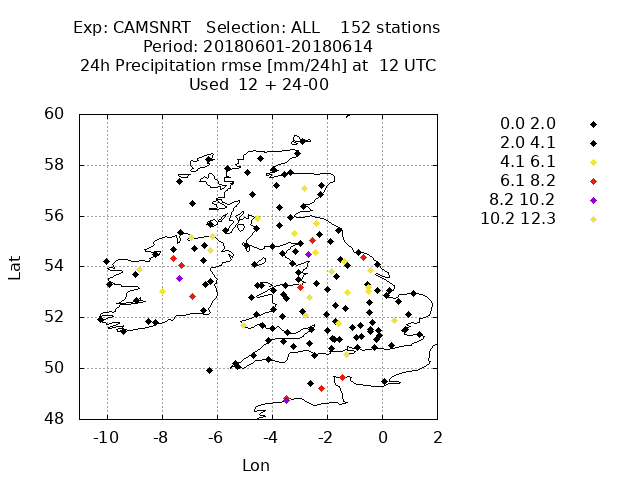 Exp: CAMSNRT Selection: ALL 152 stations
Period: 20180601-20180614
24h Precipitation rmse [mm/24h] at 12 UTC
Used 12 + 24-00
0.0 2.0
2.0 4.1
4.1 6.1
6.1 8.2
8.2 10.2
10.2 12.3
60
58
56
54
52
50
48
Lat
-10 -8 -6 -4 -2 0 2
Lon